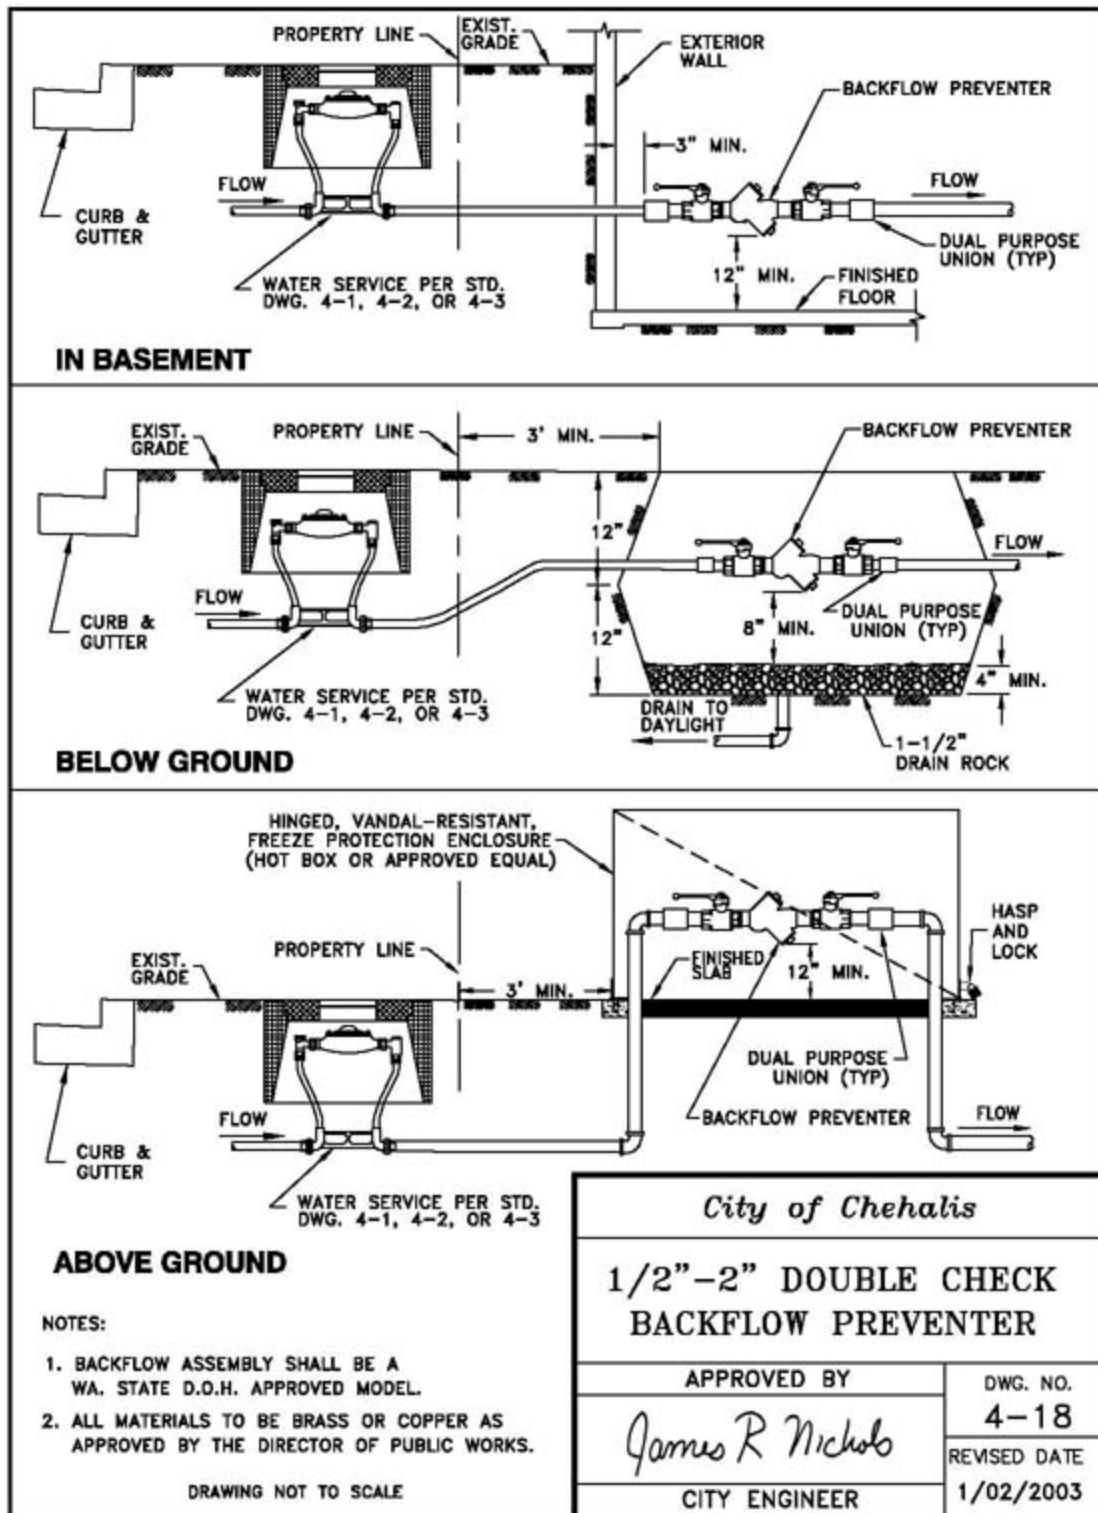 PROPERTY LINE
EXIST.
GRADE
EXTERIOR
WALL
BACKFLOW PREVENTER
3" MIN.
FLOW
FLOW
CURB &
GUTTER
DUAL PURPOSE
UNION (TYP)
12" MIN.
FINISHED
FLOOR
WATER SERVICE PER STD.
DWG. 4-1, 4-2, OR 4-3
IN BASEMENT
EXIST.
GRADE
PROPERTY LINE
3' MIN.
BACKFLOW PREVENTER
12"
FLOW
FLOW
CURB &
GUTTER
12"
8" MIN.
DUAL PURPOSE
UNION (TYP)
4" MIN.
WATER SERVICE PER STD.
DWG. 4-1, 4-2, OR 4-3
DRAIN TO
DAYLIGHT
1-1/2"
DRAIN ROCK
BELOW GROUND
HINGED, VANDAL-RESISTANT,
FREEZE PROTECTION ENCLOSURE
(HOT BOX OR APPROVED EQUAL)
HASP
AND
LOCK
PROPERTY LINE
EXIST.
GRADE
FINISHED
SLAB
12" MIN.
3' MIN.
DUAL PURPOSE
UNION (TYP)
BACKFLOW PREVENTER
FLOW
FLOW
CURB &
GUTTER
WATER SERVICE PER STD.
DWG. 4-1, 4-2, OR 4-3
ABOVE GROUND
NOTES:
1. BACKFLOW ASSEMBLY SHALL BE A
WA. STATE D.O.H. APPROVED MODEL.
2. ALL MATERIALS TO BE BRASS OR COPPER AS
APPROVED BY THE DIRECTOR OF PUBLIC WORKS.
DRAWING NOT TO SCALE
City of Chehalis
1/2"-2" DOUBLE CHECK
BACKFLOW PREVENTER
APPROVED BY
James R Nichols
CITY ENGINEER
DWG. NO.
4-18
REVISED DATE
1/02/2003